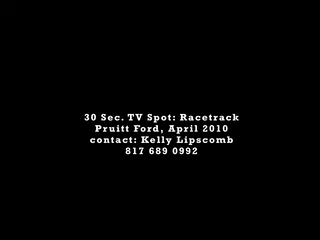 30 Sec. TV Spot: Racetrack
Pruitt Ford, April 2010
contact: Kelly Lipscomb
817 689 0992